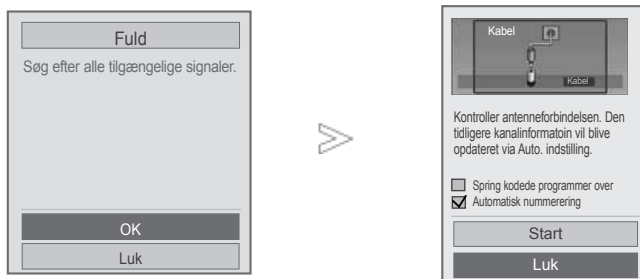 Fuld
Søg efter alle tilgængelige signaler.
OK
Luk
Kabel
Kabel
Kontroller antenneforbindelsen. Den
tidligere kanalinformatoin vil blive
opdateret via Auto. indstilling.
Spring kodede programmer over
Automatisk nummerering
Start
Luk